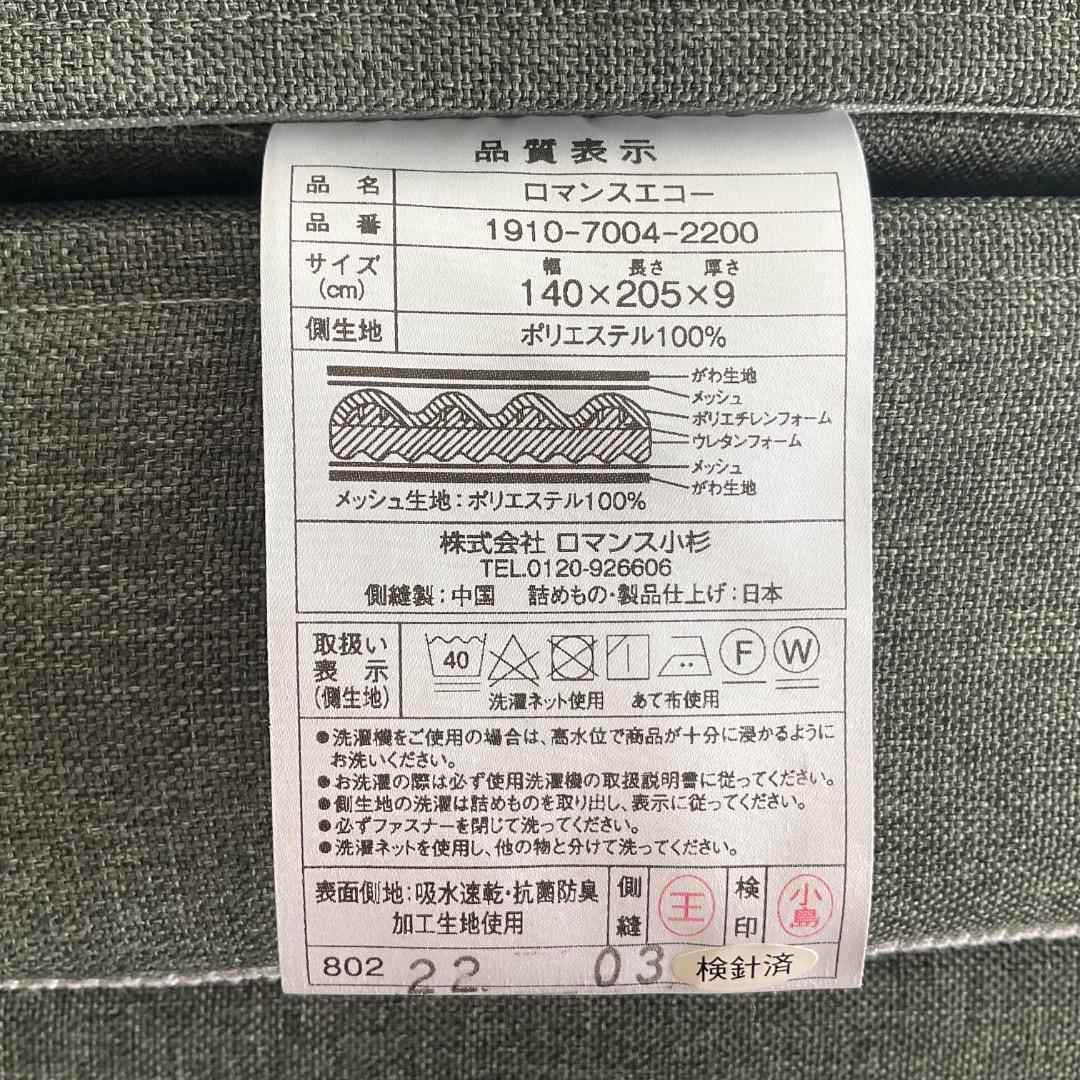 品質表示
品名 ロマンスエコー
品番 1910-7004-2200
サイズ(cm) 幅 長さ 厚さ
140×205×9
側生地 ポリエステル100%
がわ生地
メッシュ
ポリエチレンフォーム
ウレタンフォーム
メッシュ
がわ生地
メッシュ生地:ポリエステル100%
株式会社 ロマンス小杉
TEL.0120-926606
側縫製:中国 詰めもの・製品仕上げ:日本
取扱い
表示
(側生地)
40 F W
洗濯ネット使用 あて布使用
●洗濯機をご使用の場合は、高水位で商品が十分に浸かるように
お洗いください。
●お洗濯の際は必ず使用洗濯機の取扱説明書に従ってください。
●側生地の洗濯は詰めものを取り出し、表示に従ってください。
●必ずファスナーを閉じて洗ってください。
●洗濯ネットを使用し、他の物と分けて洗ってください。
表面側地:吸水速乾・抗菌防臭
加工生地使用
側縫 王 検印 小島
802 22. 03 検針済